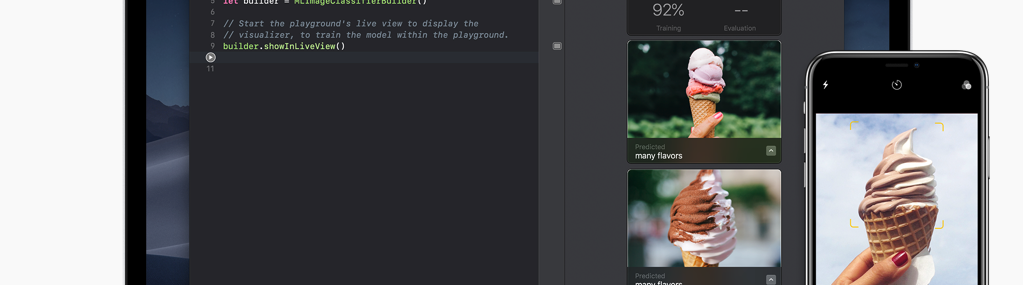 5 let builder = MLImageClassifierBuilder()
6
7 // Start the playground's live view to display the
8 // visualizer, to train the model within the playground.
9 builder.showInLiveView()
11
92%
Training
--
Evaluation
Predicted
many flavors
Predicted
many flavors